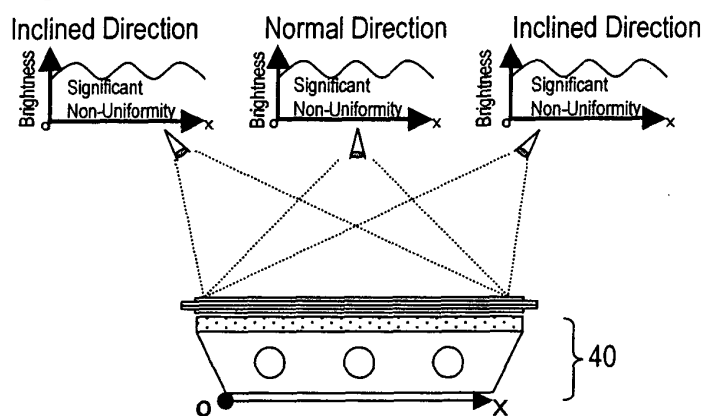 Inclined Direction
Normal Direction
Inclined Direction
Brightness
Significant
Non-Uniformity
o
x
Brightness
Significant
Non-Uniformity
o
x
Brightness
Significant
Non-Uniformity
o
x
40
o
x